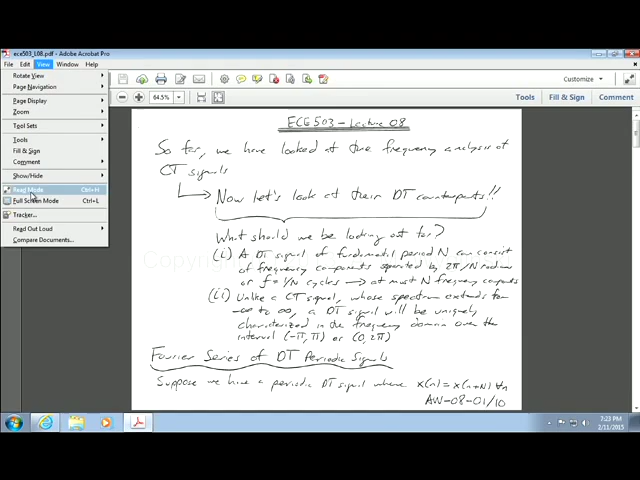 ece503_L08.pdf - Adobe Acrobat Pro
File Edit View Window Help
Rotate View
Page Navigation
Page Display
Zoom
Tool Sets
Tools
Fill & Sign
Comment
Show/Hide
Read Mode Ctrl+H
Full Screen Mode Ctrl+L
Tracker...
Read Out Loud
Compare Documents...
Customize
64.5%
Tools Fill & Sign Comment
ECE503 - Lecture 08
So far, we have looked at the frequency analysis of
CT signals
Now let's look at their DT counterparts!!
What should we be looking out for?
(i) A DT signal of fundamental period N can consist
of frequency components separated by 2π/N radians
or f = 1/N cycles → at most N frequency components
(ii) Unlike a CT signal, whose spectrum extends from
-∞ to ∞, a DT signal will be uniquely
characterized in the frequency domain over the
interval (-π, π) or (0, 2π)
Fourier Series of DT Periodic Signals
Suppose we have a periodic DT signal where x(n) = x(n+N) ∀n
AW-08-01/10
7:23 PM
2/11/2015